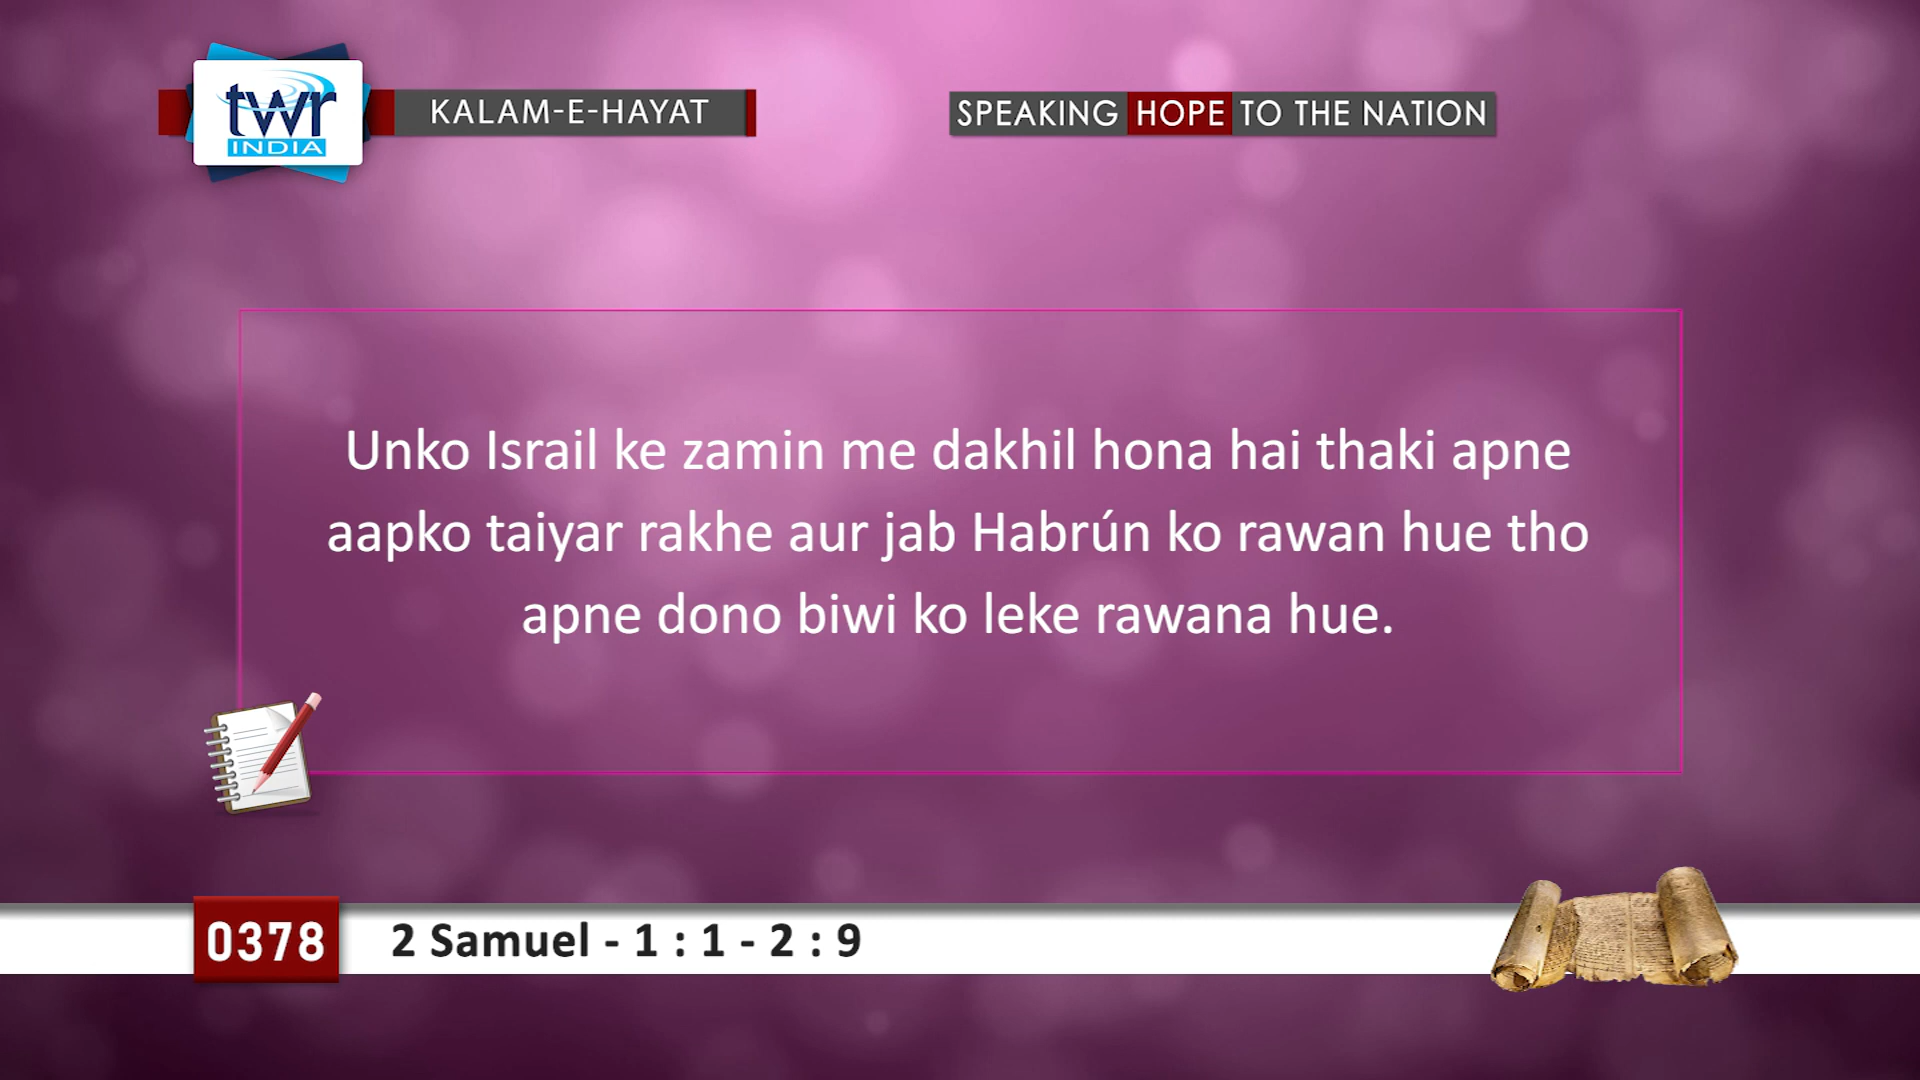 twr
INDIA
KALAM-E-HAYAT
SPEAKING HOPE TO THE NATION
Unko Israil ke zamin me dakhil hona hai thaki apne
aapko taiyar rakhe aur jab Habrún ko rawan hue tho
apne dono biwi ko leke rawana hue.
0378
2 Samuel - 1 : 1 - 2 : 9